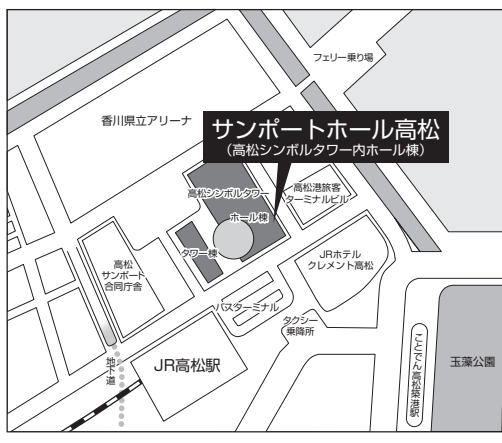 フェリー乗り場
香川県立アリーナ
サンポートホール高松
（高松シンボルタワー内ホール棟）
高松シンボルタワー
ホール棟
高松港旅客
ターミナルビル
タワー棟
高松
サンポート
合同庁舎
JRホテル
クレメント高松
バスターミナル
タクシー
乗降所
地下道
JR高松駅
ことでん高松築港駅
玉藻公園